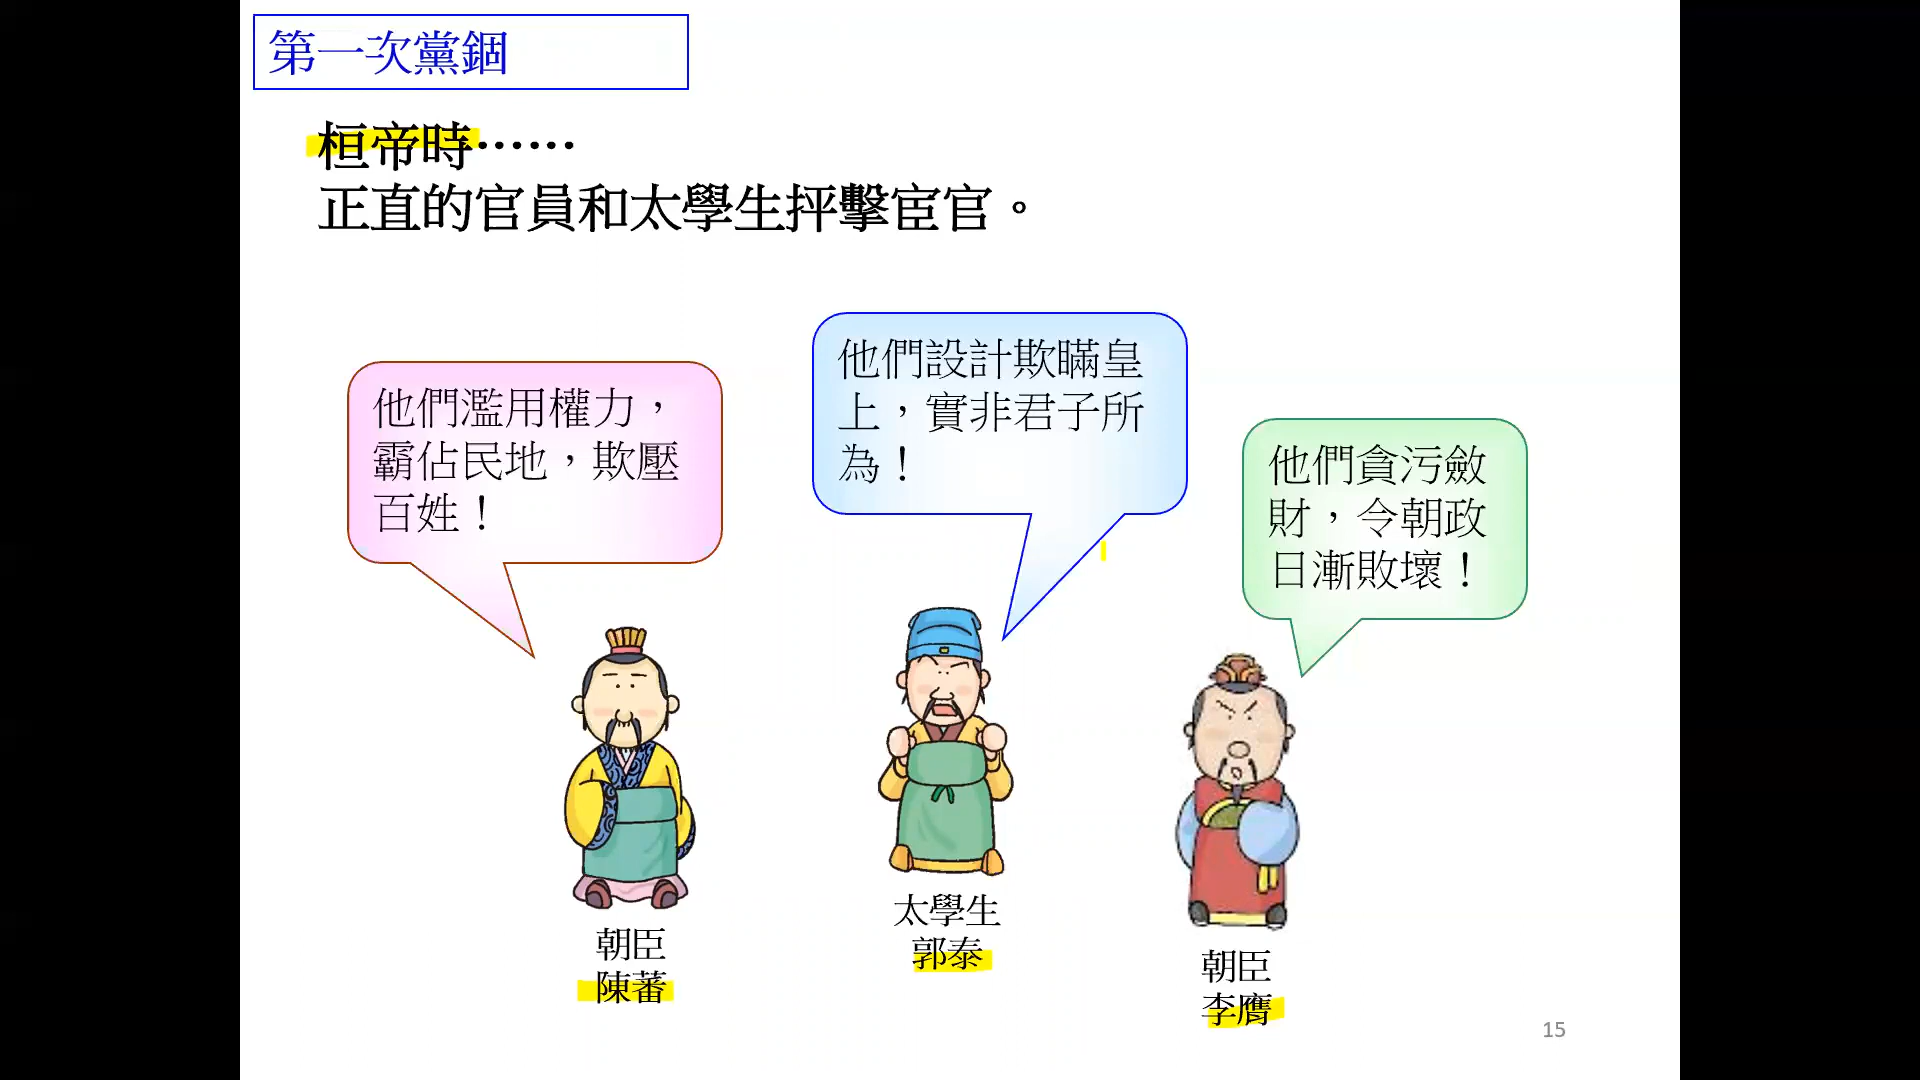 第一次黨錮
桓帝時……
正直的官員和太學生抨擊宦官。
他們濫用權力，
霸佔民地，欺壓
百姓！
他們設計欺瞞皇
上，實非君子所
為！
他們貪污斂
財，令朝政
日漸敗壞！
朝臣
陳蕃
太學生
郭泰
朝臣
李膺
15